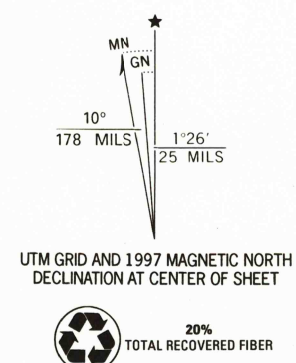 ★
MN
GN
10°
178 MILS
1°26′
25 MILS
UTM GRID AND 1997 MAGNETIC NORTH
DECLINATION AT CENTER OF SHEET
20%
TOTAL RECOVERED FIBER